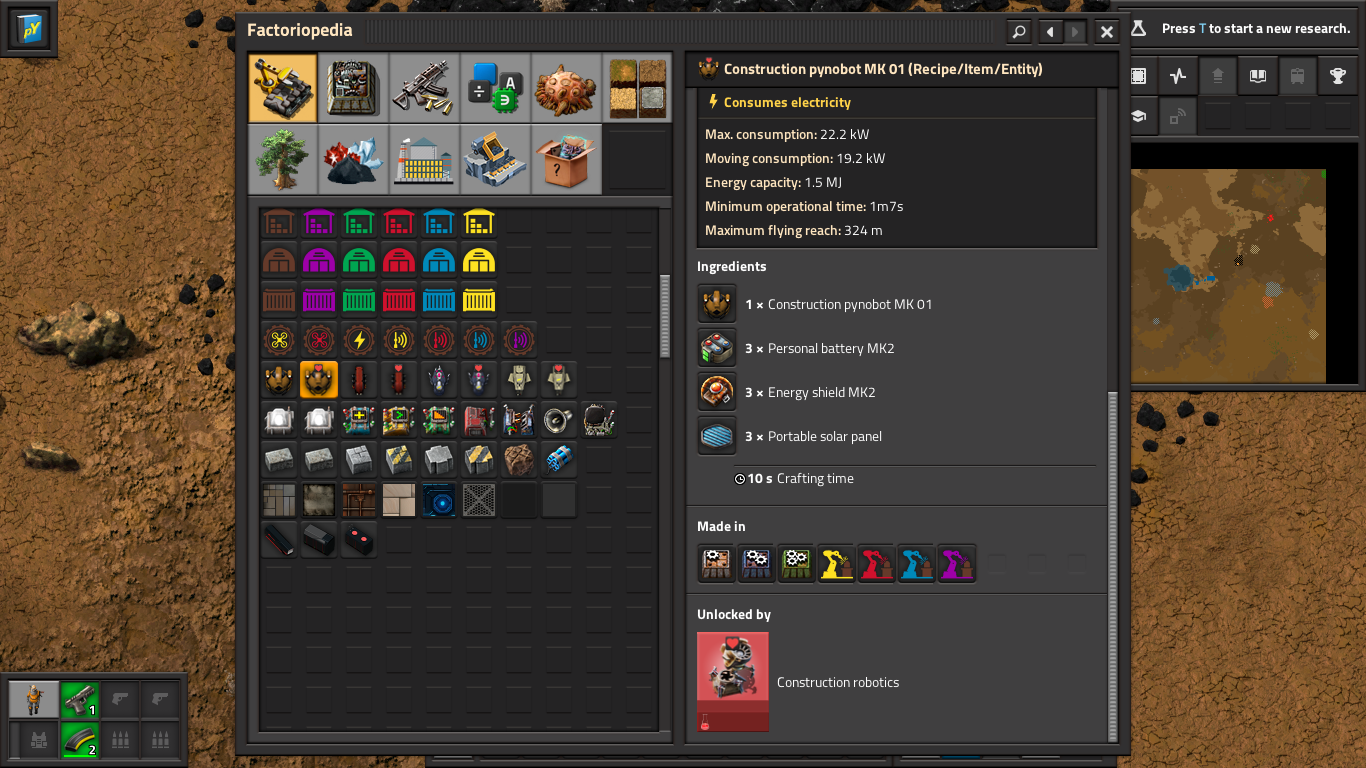 pY
Factoriopedia
Press T to start a new research.
A
Construction pynobot MK 01 (Recipe/Item/Entity)
Consumes electricity
Max. consumption: 22.2 kW
Moving consumption: 19.2 kW
Energy capacity: 1.5 MJ
Minimum operational time: 1m7s
Maximum flying reach: 324 m
Ingredients
1 × Construction pynobot MK 01
3 × Personal battery MK2
3 × Energy shield MK2
3 × Portable solar panel
10 s Crafting time
Made in
Unlocked by
Construction robotics
1
2